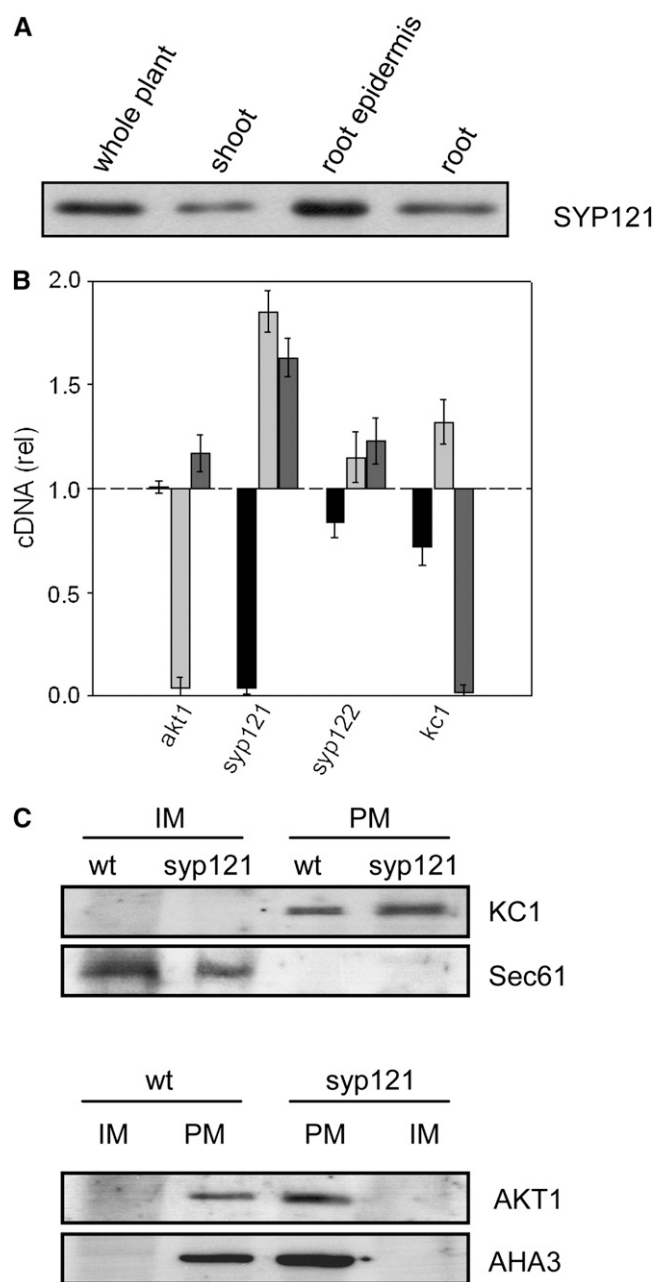 A
whole plant
shoot
root epidermis
root
SYP121
B
2.0
1.5
1.0
0.5
0.0
cDNA (rel)
akt1
syp121
syp122
kc1
C
IM PM
wt syp121 wt syp121
KC1
Sec61
wt syp121
IM PM PM IM
AKT1
AHA3